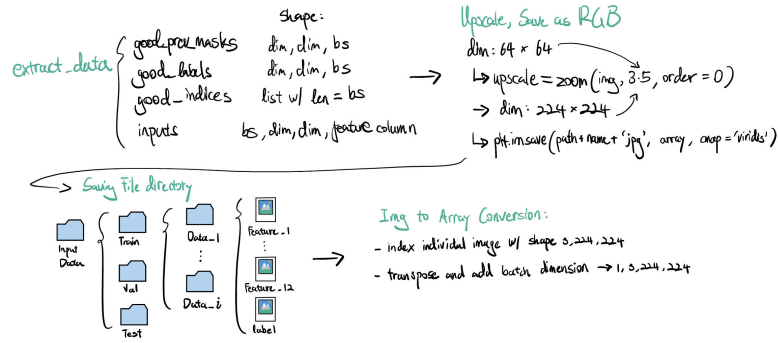 Shape:
extract_data
good_prev_masks dim, dim, bs
good_labels dim, dim, bs
good_indices list w/ len = bs
inputs bs, dim, dim, feature column
Upscale, Save as RGB
dim: 64 × 64
↳ upscale = zoom(img, 3.5, order = 0)
→ dim: 224 × 224
↳ plt.imsave(path+name+'jpg', array, cmap='viridis')
Saving File directory
Input
Data
Train
Val
Test
Data_1
Data_i
Feature_1
Feature_12
label
Img to Array Conversion:
- index individual image w/ shape 3,224,224
- transpose and add batch dimension → 1,3,224,224